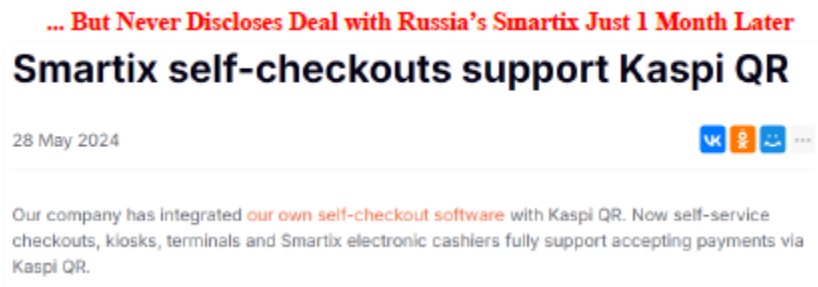 ... But Never Discloses Deal with Russia's Smartix Just 1 Month Later
Smartix self-checkouts support Kaspi QR
28 May 2024
Our company has integrated our own self-checkout software with Kaspi QR. Now self-service
checkouts, kiosks, terminals and Smartix electronic cashiers fully support accepting payments via
Kaspi QR.